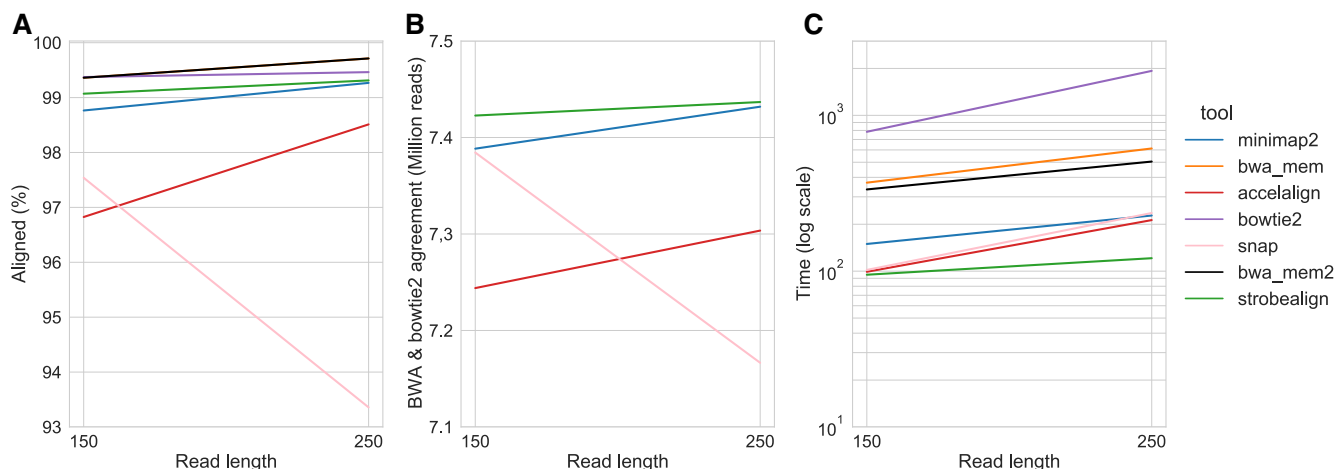 A
Aligned (%)
100
99
98
97
96
95
94
93
150
250
Read length
B
BWA & bowtie2 agreement (Million reads)
7.5
7.4
7.3
7.2
7.1
150
250
Read length
C
Time (log scale)
10³
10²
10¹
150
250
Read length
tool
minimap2
bwa_mem
accelalign
bowtie2
snap
bwa_mem2
strobealign